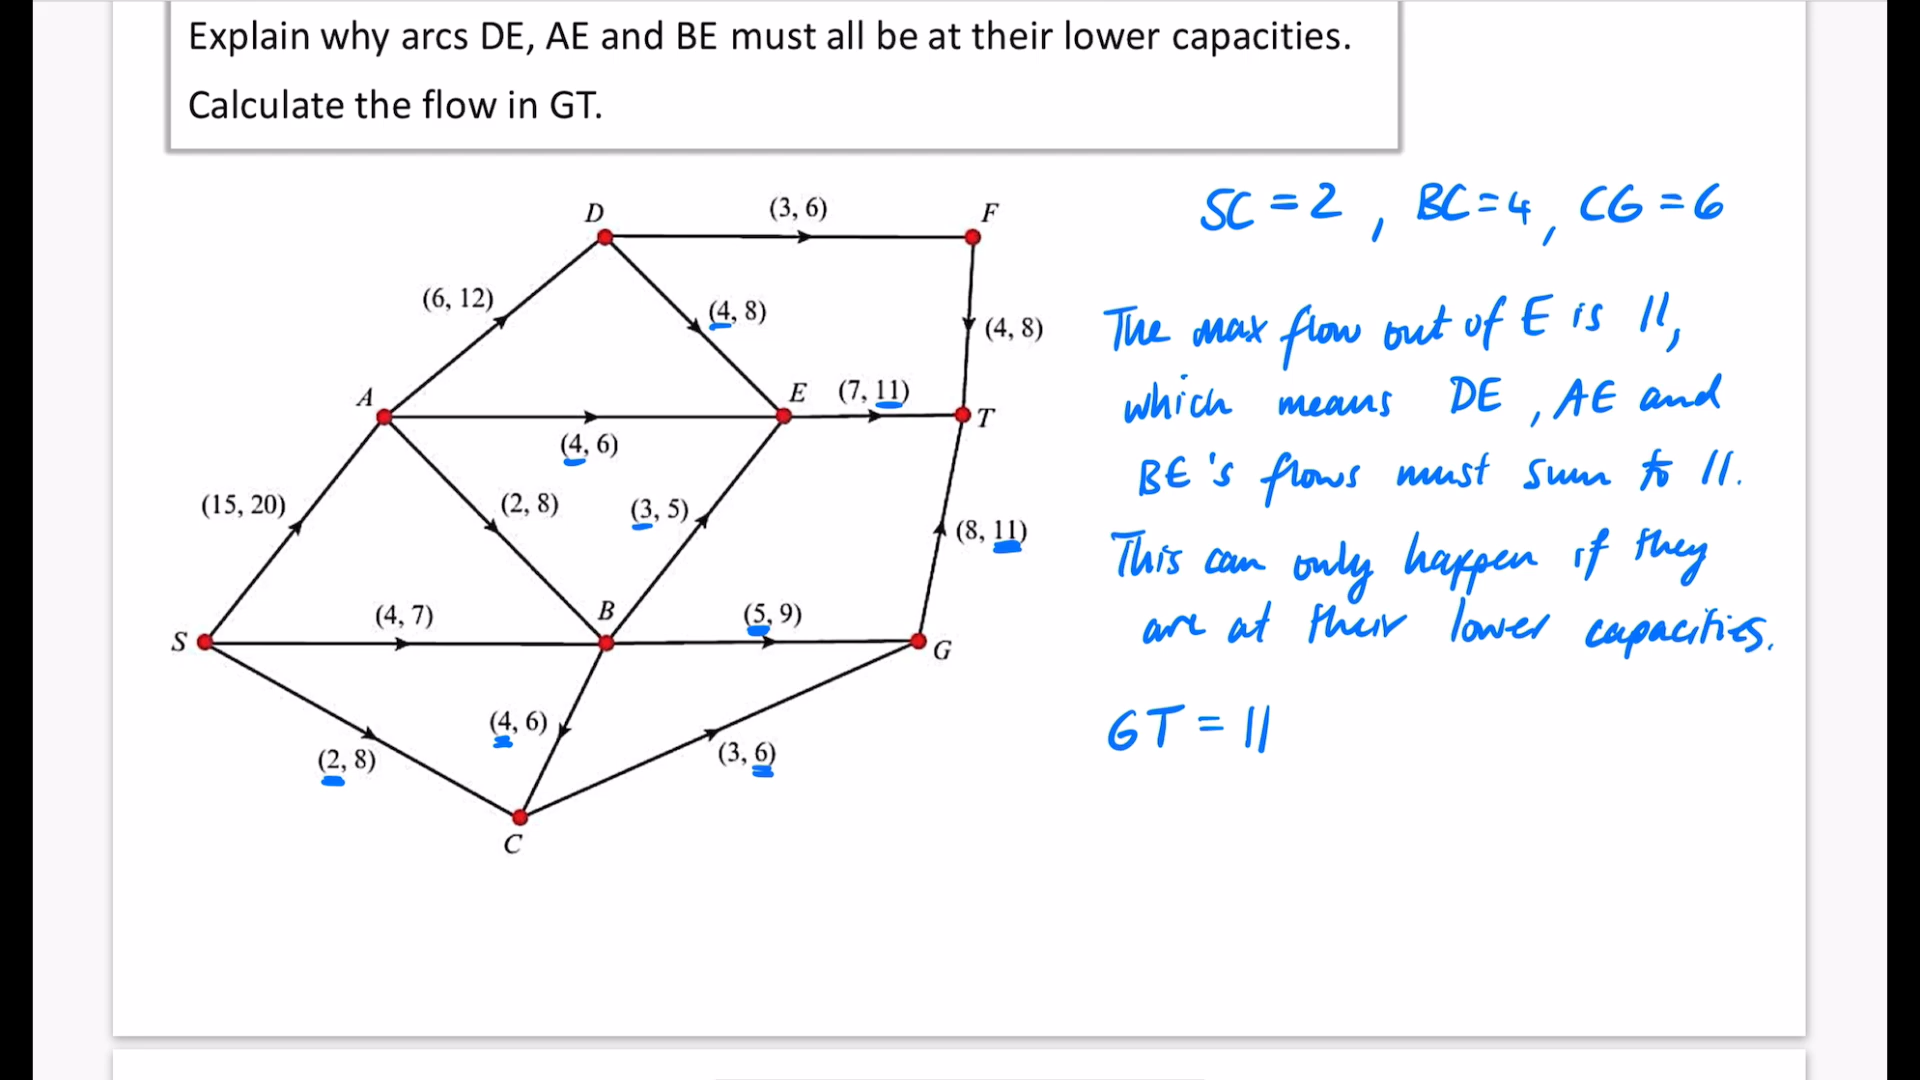 Explain why arcs DE, AE and BE must all be at their lower capacities.
Calculate the flow in GT.
SC = 2 , BC = 4 , CG = 6
D
(3, 6)
F
(6, 12)
(4, 8)
(4, 8)
The max flow out of E is 11,
A
E
(7, 11)
which means DE , AE and
T
(4, 6)
BE's flows must sum to 11.
(15, 20)
(2, 8)
(3, 5)
(8, 11)
This can only happen if they
(4, 7)
B
(5, 9)
are at their lower capacities.
S
G
(4, 6)
GT = 11
(2, 8)
(3, 6)
C